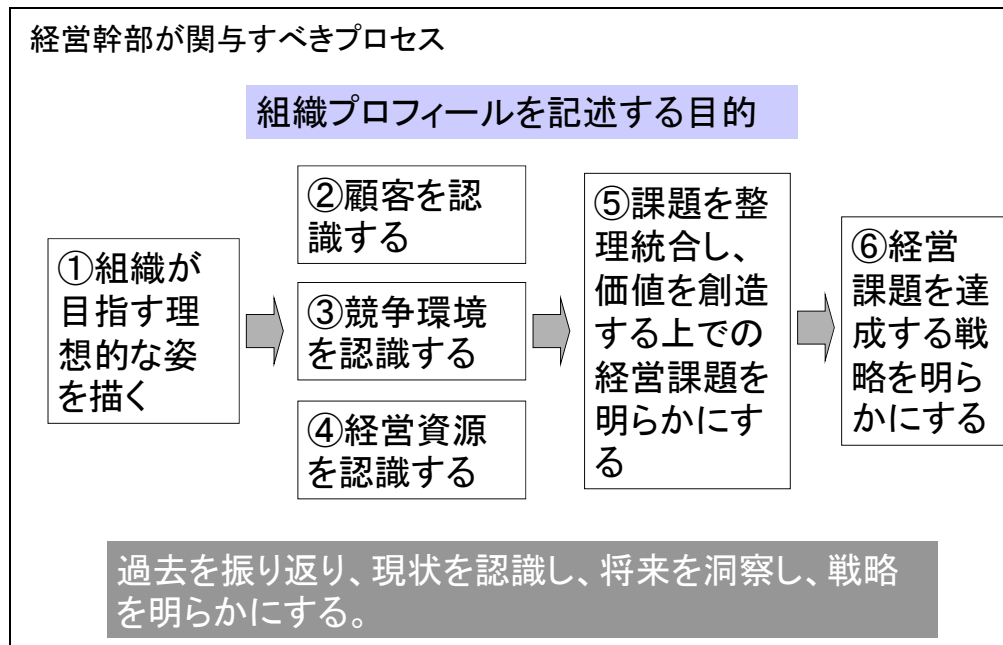 経営幹部が関与すべきプロセス
組織プロフィールを記述する目的
①組織が
目指す理
想的な姿
を描く
②顧客を認
識する
③競争環境
を認識する
④経営資源
を認識する
⑤課題を整
理統合し、
価値を創造
する上での
経営課題を
明らかにす
る
⑥経営
課題を達
成する戦
略を明ら
かにする
過去を振り返り、現状を認識し、将来を洞察し、戦略
を明らかにする。